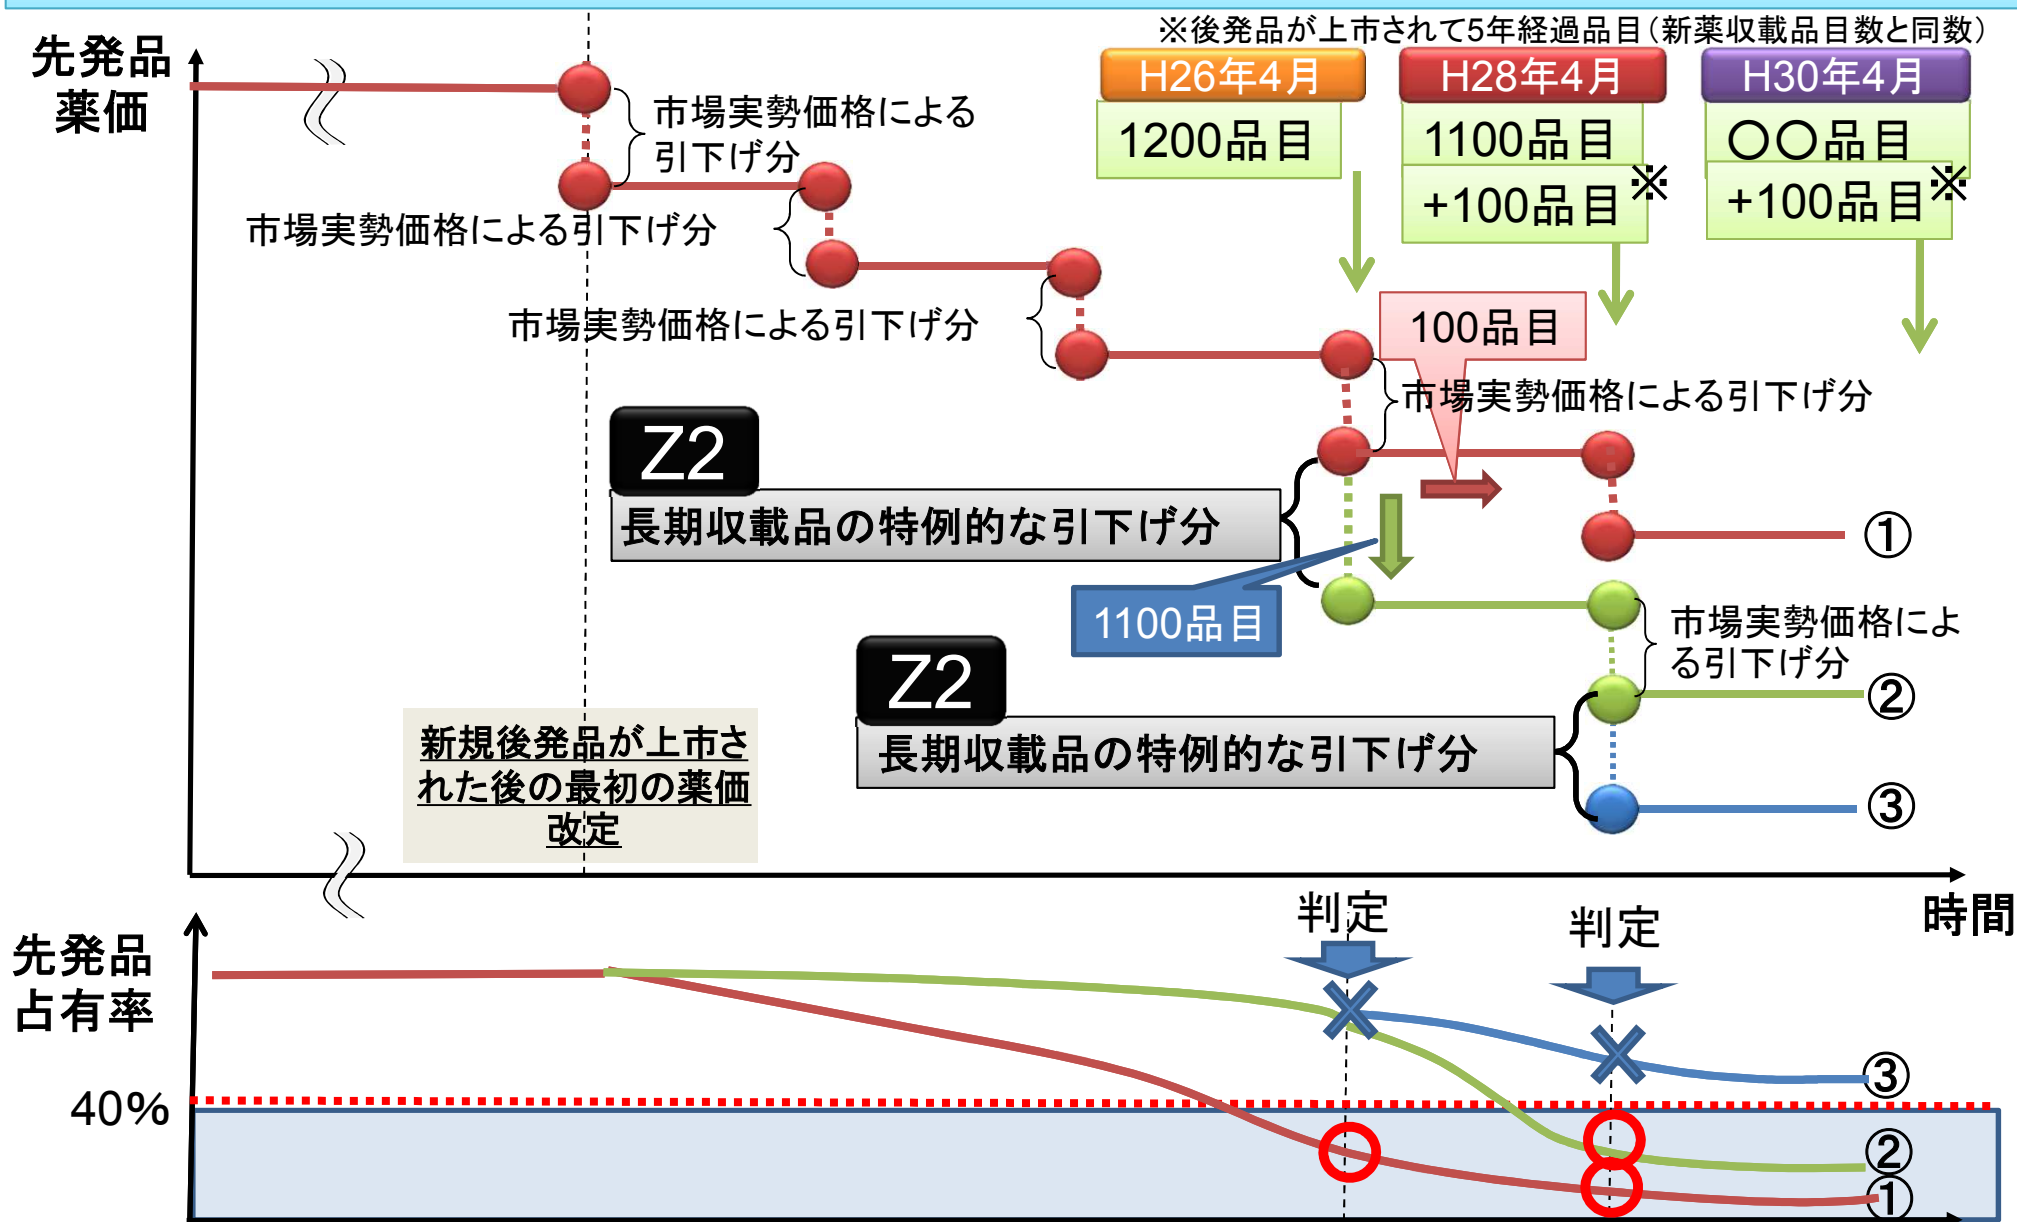 ※後発品が上市されて5年経過品目(新薬収載品目数と同数)
先発品
薬価
H26年4月
H28年4月
H30年4月
1200品目
1100品目
+100品目※
〇〇品目
+100品目※
市場実勢価格による
引下げ分
市場実勢価格による引下げ分
市場実勢価格による引下げ分
100品目
市場実勢価格による引下げ分
Z2
長期収載品の特例的な引下げ分
①
1100品目
市場実勢価格によ
る引下げ分
Z2
長期収載品の特例的な引下げ分
②
③
新規後発品が上市さ
れた後の最初の薬価
改定
時間
判定
判定
先発品
占有率
40%
③
②
①